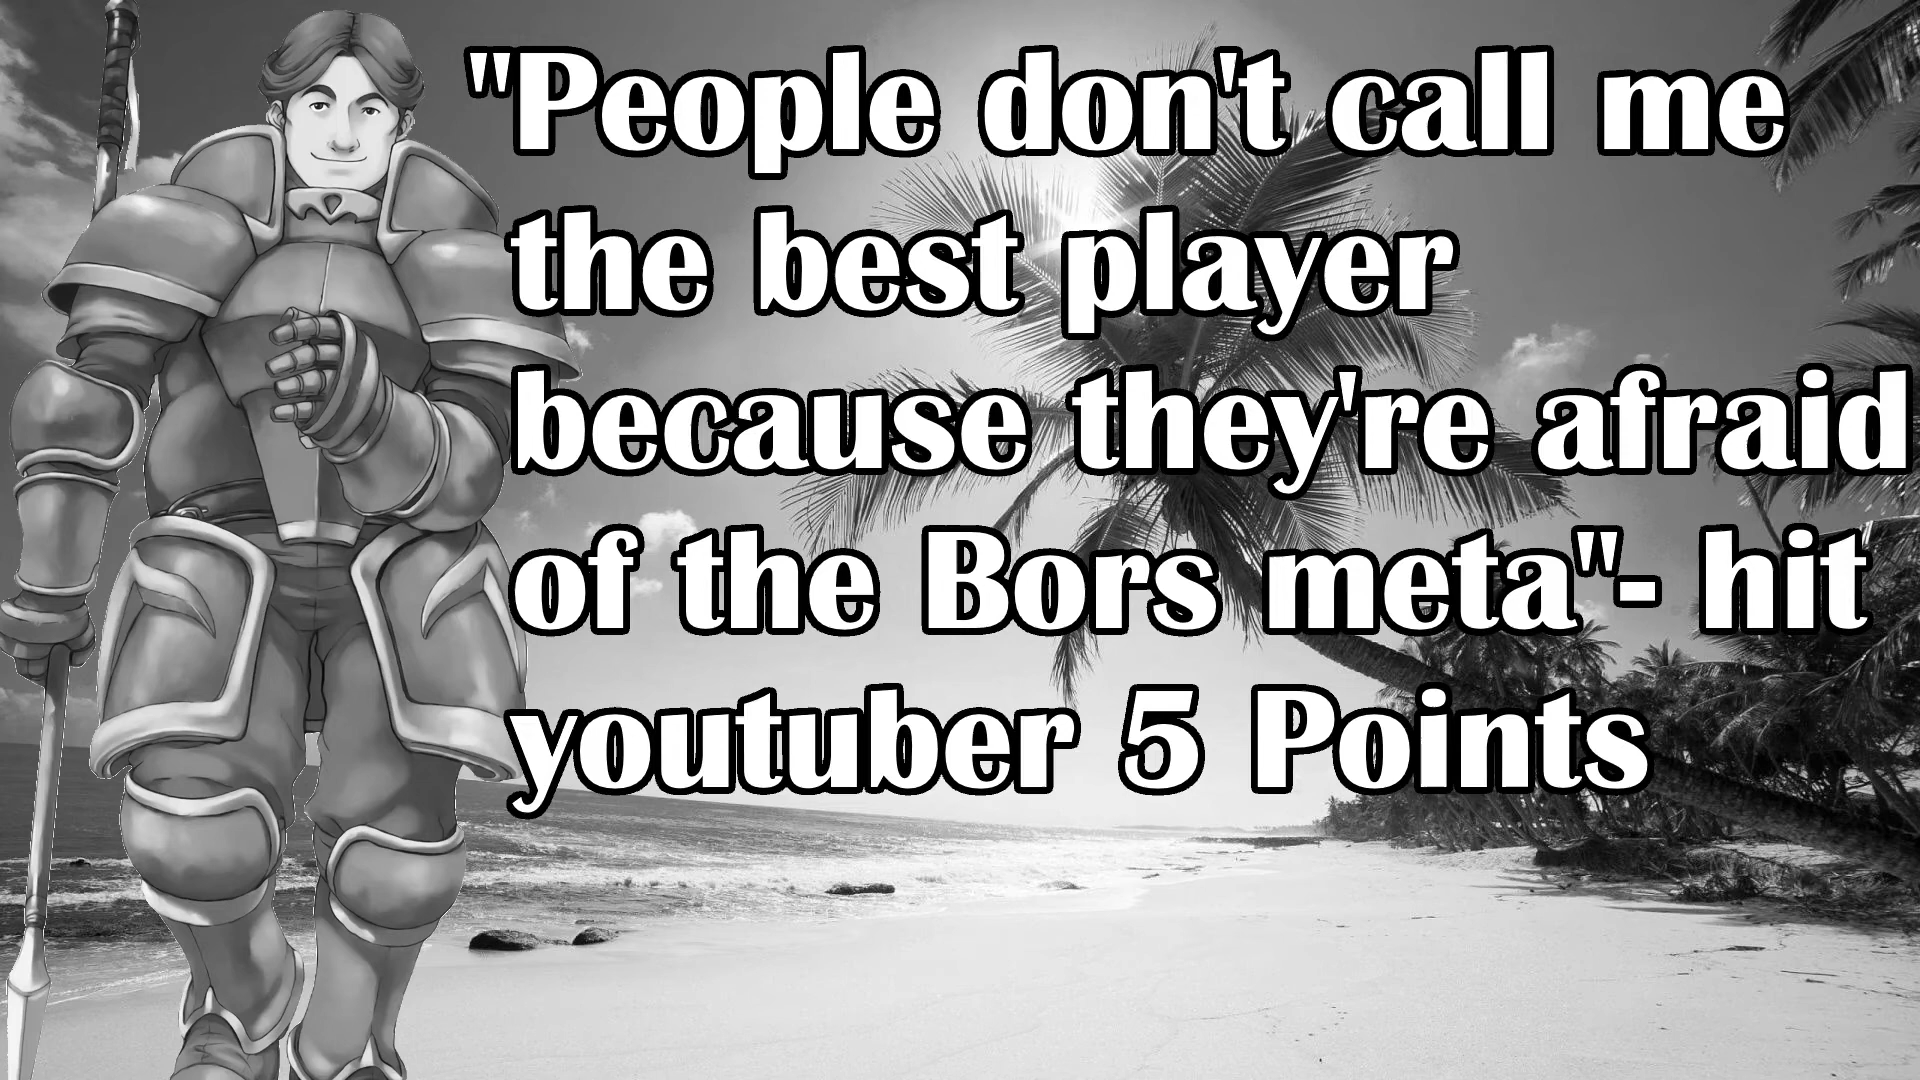 "People don't call me
the best player
because they're afraid
of the Bors meta"- hit
youtuber 5 Points